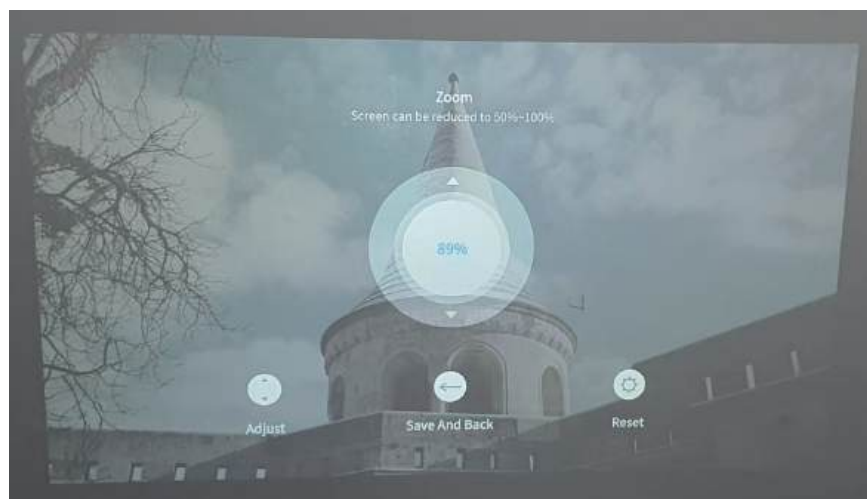 Zoom
Screen can be reduced to 50%~100%
89%
Adjust
Save And Back
Reset